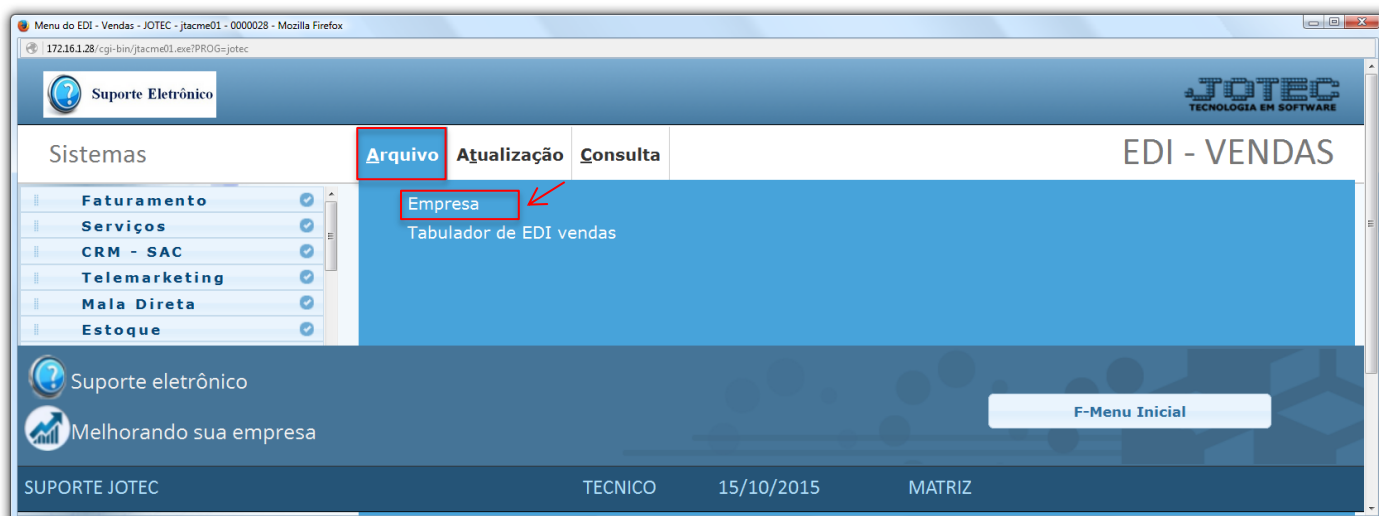 Menu do EDI - Vendas - JOTEC - jtacme01 - 0000028 - Mozilla Firefox
172.16.1.28/cgi-bin/jtacme01.exe?PROG=jotec
Suporte Eletrônico
JOTEC
TECNOLOGIA EM SOFTWARE
Sistemas
Arquivo Atualização Consulta
EDI - VENDAS
Faturamento
Serviços
CRM - SAC
Telemarketing
Mala Direta
Estoque
Empresa
Tabulador de EDI vendas
Suporte eletrônico
Melhorando sua empresa
F-Menu Inicial
SUPORTE JOTEC TECNICO 15/10/2015 MATRIZ